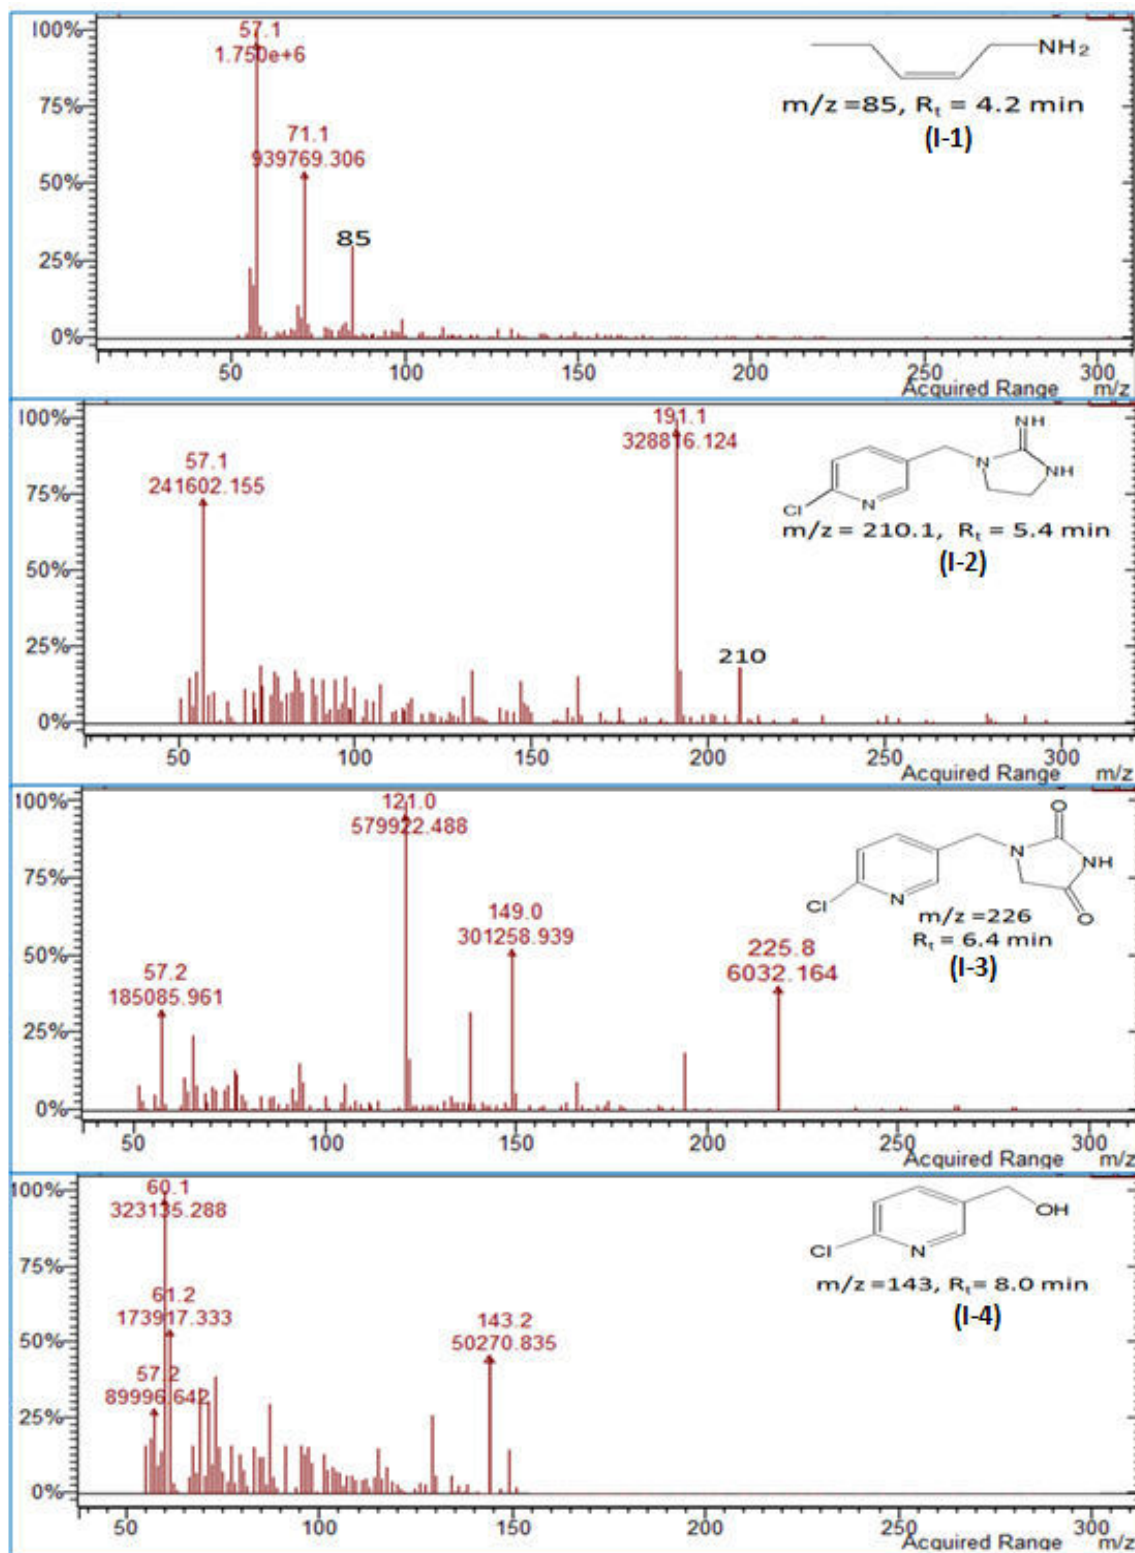 100%
75%
50%
25%
0%
57.1
1.750e+6
71.1
939769.306
85
NH₂
m/z =85, Rₜ = 4.2 min
(I-1)
50
100
150
200
250
300
Acquired Range m/z
100%
75%
50%
25%
0%
57.1
241602.155
191.1
328816.124
210
NH
N
NH
Cl
N
m/z = 210.1, Rₜ = 5.4 min
(I-2)
50
100
150
200
250
300
Acquired Range m/z
100%
75%
50%
25%
0%
57.2
185085.961
121.0
579922.488
149.0
301258.939
225.8
6032.164
O
N
NH
O
Cl
N
m/z =226
Rₜ = 6.4 min
(I-3)
50
100
150
200
250
300
Acquired Range m/z
100%
75%
50%
25%
0%
60.1
323135.288
61.2
173917.333
57.2
89996.642
143.2
50270.835
OH
Cl
N
m/z=143, Rₜ= 8.0 min
(I-4)
50
100
150
200
250
300
Acquired Range m/z